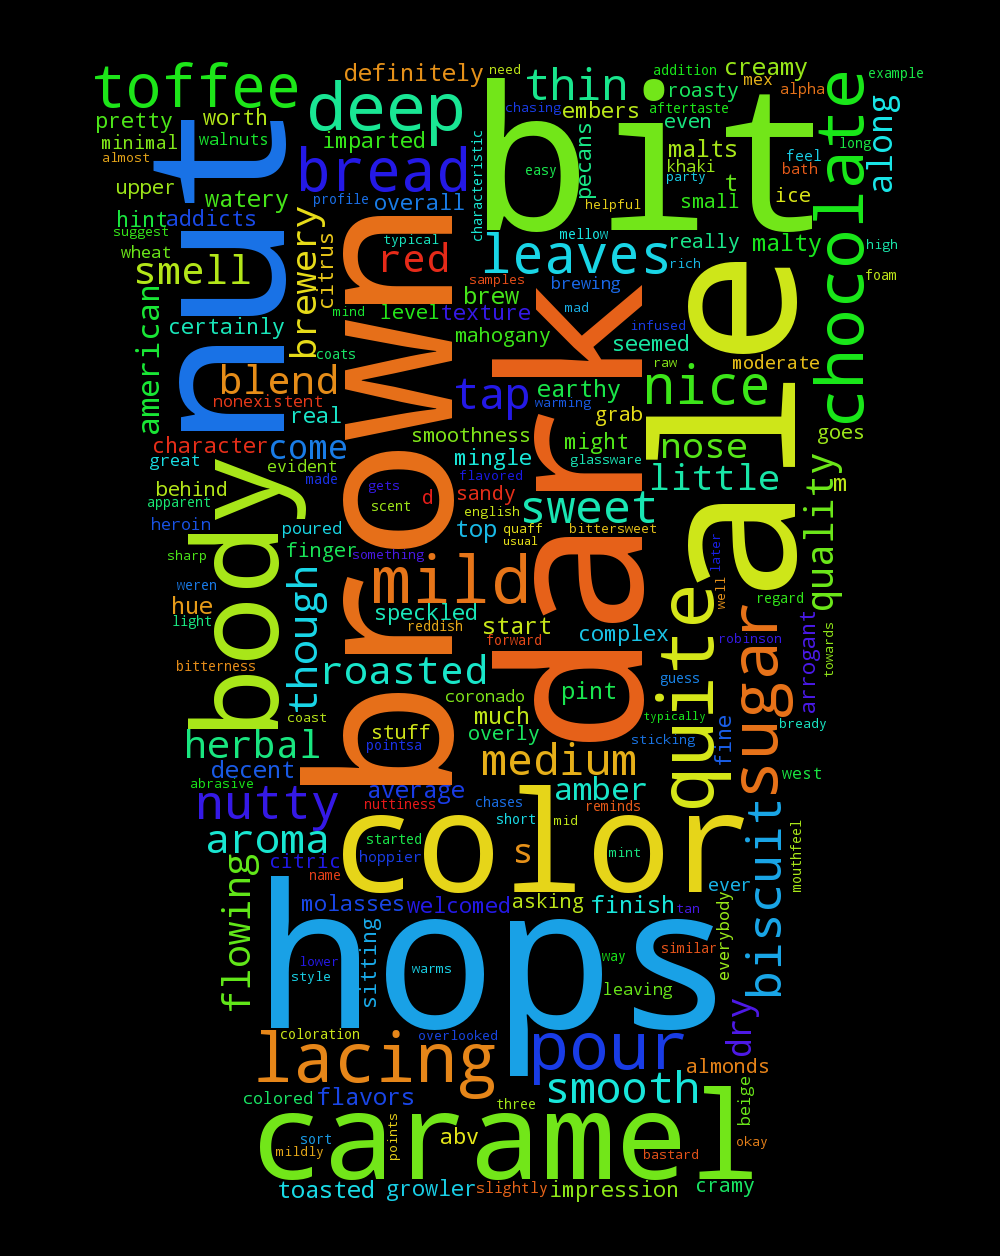 toffee
definitely
need
thin
addition
creamy
example
pretty
worth
deep
chasing
embers
roasty
mex
alpha
minimal
walnuts
imparted
bit
aftertaste
even
chocolate
along
almost
nut
bread
characteristic
easy
pecans
malts
khaki
party
feel
bath
long
upper
watery
profile
overall
helpful
t
small
ice
hint
addicts
suggest
wheat
brewery
citrus
typical
red
leaves
mellow
really
rich
malty
high
foam
smell
american
certainly
mind
level
samples
brew
texture
brewing
mad
infused
ale
coats
brown
mahogany
dark
seemed
raw
moderate
blend
nonexistent
real
tap
earthy
warming
grab
nice
character
come
smoothness
mingle
might
glassware
nose
goes
great
evident
made
gets
flavored
little
quality
m
body
behind
apparent
heroin
scent
d
sandy
english
sweet
poured
top
quaff
usual
bittersweet
later
sharp
finger
something
weren
hue
light
though
mild
speckled
reddish
start
forward
complex
quite
well
regard
sugar
robinson
arrogant
towards
bitterness
roasted
coronado
pint
guess
typically
coast
stuff
pointsa
much
overly
sticking
fine
bready
herbal
decent
abrasive
medium
west
nutty
average
nuttiness
chases
amber
reminds
short
mid
aroma
started
color
citric
hoppier
name
s
mint
biscuit
mouthfeel
flowing
molasses
welcomed
asking
finish
tan
ever
everybody
lower
style
sitting
warms
hops
way
similar
leaving
coloration
overlooked
dry
lacing
pour
almonds
colored
flavors
three
smooth
beige
sort
mildly
points
abv
caramel
bastard
okay
toasted
growler
slightly
impression
cramy